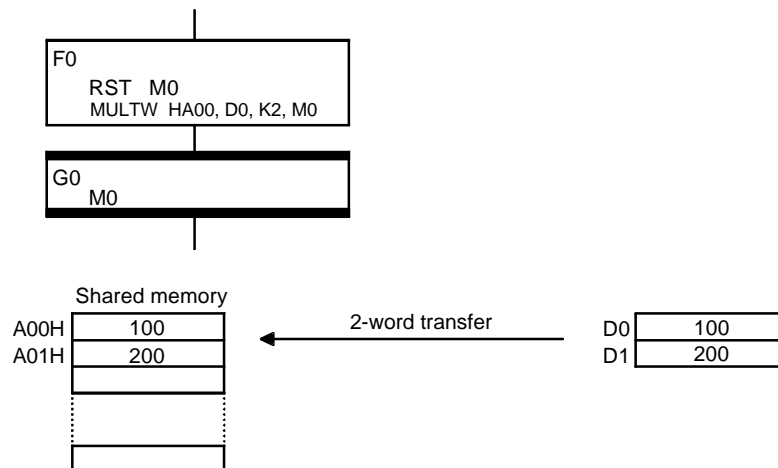 F0
RST M0
MULTW HA00, D0, K2, M0
G0
M0
Shared memory
A00H 100 2-word transfer D0 100
A01H 200 D1 200